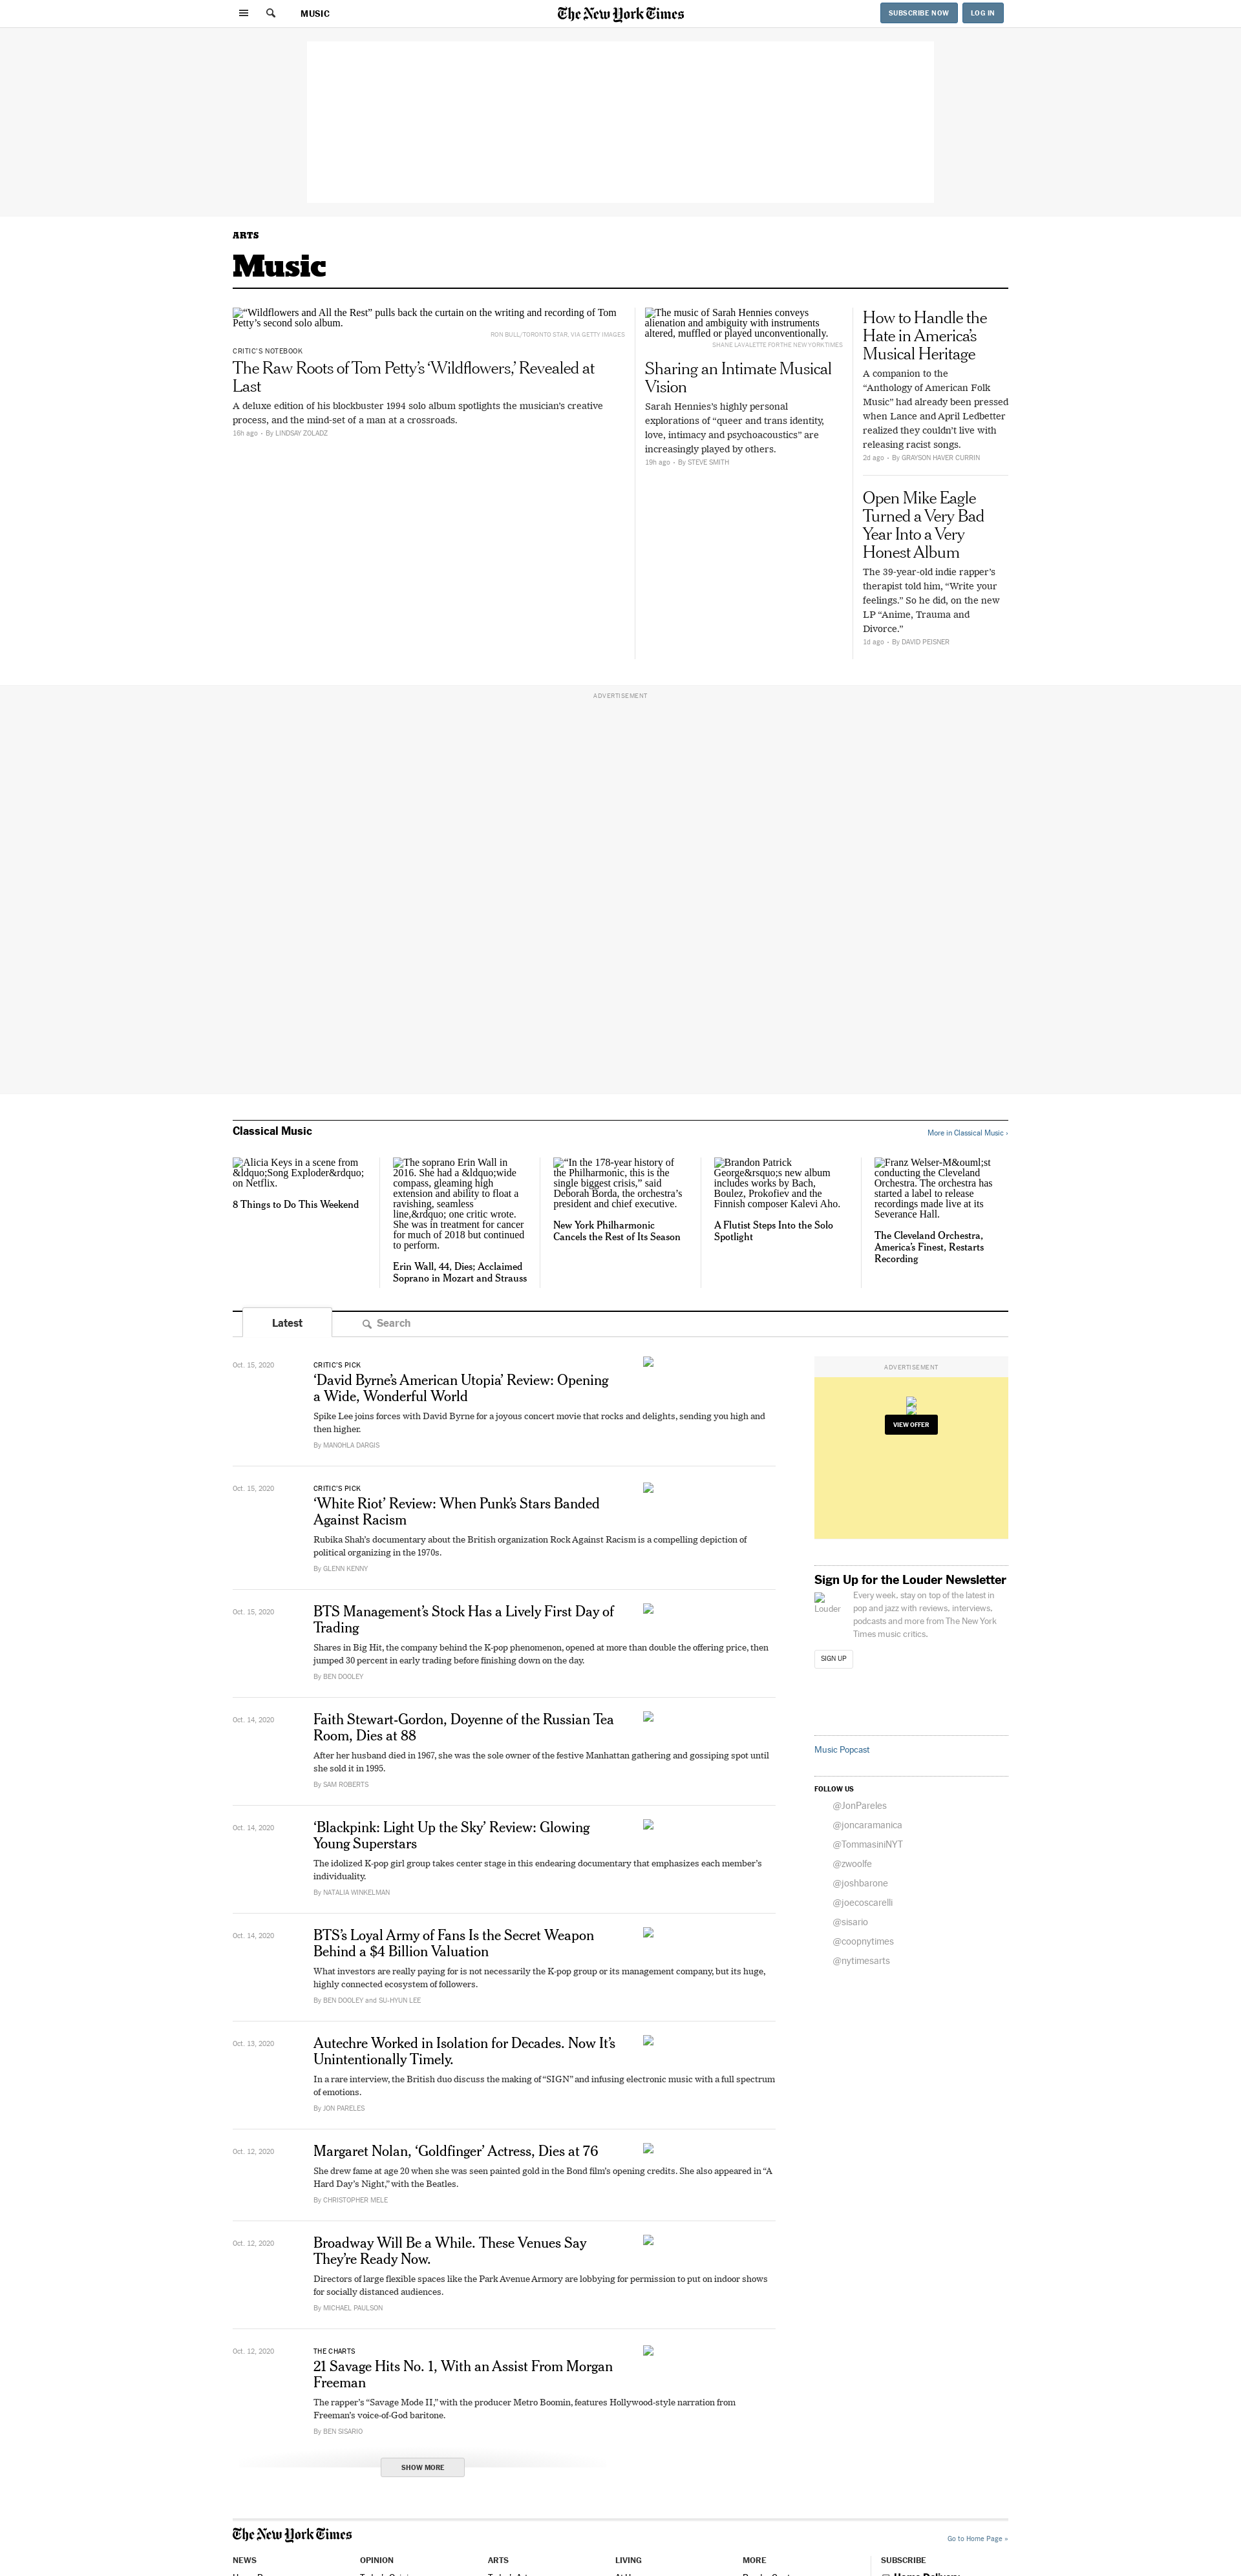 MUSIC
The New York Times
SUBSCRIBE NOW
LOG IN
ARTS
Music
“Wildflowers and All the Rest” pulls back the curtain on the writing and recording of Tom
Petty’s second solo album.
RON BULL/TORONTO STAR, VIA GETTY IMAGES
CRITIC’S NOTEBOOK
The Raw Roots of Tom Petty’s ‘Wildflowers,’ Revealed at
Last
A deluxe edition of his blockbuster 1994 solo album spotlights the musician’s creative
process, and the mind-set of a man at a crossroads.
16h ago • By LINDSAY ZOLADZ
The music of Sarah Hennies conveys
alienation and ambiguity with instruments
altered, muffled or played unconventionally.
SHANE LAVALETTE FOR THE NEW YORK TIMES
Sharing an Intimate Musical
Vision
Sarah Hennies’s highly personal
explorations of “queer and trans identity,
love, intimacy and psychoacoustics” are
increasingly played by others.
19h ago • By STEVE SMITH
How to Handle the
Hate in America’s
Musical Heritage
A companion to the
“Anthology of American Folk
Music” had already been pressed
when Lance and April Ledbetter
realized they couldn’t live with
releasing racist songs.
2d ago • By GRAYSON HAVER CURRIN
Open Mike Eagle
Turned a Very Bad
Year Into a Very
Honest Album
The 39-year-old indie rapper’s
therapist told him, “Write your
feelings.” So he did, on the new
LP “Anime, Trauma and
Divorce.”
1d ago • By DAVID PEISNER
ADVERTISEMENT
Classical Music
More in Classical Music ›
Alicia Keys in a scene from
&ldquo;Song Exploder&rdquo;
on Netflix.
8 Things to Do This Weekend
The soprano Erin Wall in
2016. She had a &ldquo;wide
compass, gleaming high
extension and ability to float a
ravishing, seamless
line,&rdquo; one critic wrote.
She was in treatment for cancer
for much of 2018 but continued
to perform.
Erin Wall, 44, Dies; Acclaimed
Soprano in Mozart and Strauss
“In the 178-year history of
the Philharmonic, this is the
single biggest crisis,” said
Deborah Borda, the orchestra’s
president and chief executive.
New York Philharmonic
Cancels the Rest of Its Season
Brandon Patrick
George&rsquo;s new album
includes works by Bach,
Boulez, Prokofiev and the
Finnish composer Kalevi Aho.
A Flutist Steps Into the Solo
Spotlight
Franz Welser-M&ouml;st
conducting the Cleveland
Orchestra. The orchestra has
started a label to release
recordings made live at its
Severance Hall.
The Cleveland Orchestra,
America’s Finest, Restarts
Recording
Latest
Search
Oct. 15, 2020
CRITIC’S PICK
‘David Byrne’s American Utopia’ Review: Opening
a Wide, Wonderful World
Spike Lee joins forces with David Byrne for a joyous concert movie that rocks and delights, sending you high and
then higher.
By MANOHLA DARGIS
Oct. 15, 2020
CRITIC’S PICK
‘White Riot’ Review: When Punk’s Stars Banded
Against Racism
Rubika Shah’s documentary about the British organization Rock Against Racism is a compelling depiction of
political organizing in the 1970s.
By GLENN KENNY
Oct. 15, 2020
BTS Management’s Stock Has a Lively First Day of
Trading
Shares in Big Hit, the company behind the K-pop phenomenon, opened at more than double the offering price, then
jumped 30 percent in early trading before finishing down on the day.
By BEN DOOLEY
Oct. 14, 2020
Faith Stewart-Gordon, Doyenne of the Russian Tea
Room, Dies at 88
After her husband died in 1967, she was the sole owner of the festive Manhattan gathering and gossiping spot until
she sold it in 1995.
By SAM ROBERTS
Oct. 14, 2020
‘Blackpink: Light Up the Sky’ Review: Glowing
Young Superstars
The idolized K-pop girl group takes center stage in this endearing documentary that emphasizes each member’s
individuality.
By NATALIA WINKELMAN
Oct. 14, 2020
BTS’s Loyal Army of Fans Is the Secret Weapon
Behind a $4 Billion Valuation
What investors are really paying for is not necessarily the K-pop group or its management company, but its huge,
highly connected ecosystem of followers.
By BEN DOOLEY and SU-HYUN LEE
Oct. 13, 2020
Autechre Worked in Isolation for Decades. Now It’s
Unintentionally Timely.
In a rare interview, the British duo discuss the making of “SIGN” and infusing electronic music with a full spectrum
of emotions.
By JON PARELES
Oct. 12, 2020
Margaret Nolan, ‘Goldfinger’ Actress, Dies at 76
She drew fame at age 20 when she was seen painted gold in the Bond film’s opening credits. She also appeared in “A
Hard Day’s Night,” with the Beatles.
By CHRISTOPHER MELE
Oct. 12, 2020
Broadway Will Be a While. These Venues Say
They’re Ready Now.
Directors of large flexible spaces like the Park Avenue Armory are lobbying for permission to put on indoor shows
for socially distanced audiences.
By MICHAEL PAULSON
Oct. 12, 2020
THE CHARTS
21 Savage Hits No. 1, With an Assist From Morgan
Freeman
The rapper’s “Savage Mode II,” with the producer Metro Boomin, features Hollywood-style narration from
Freeman’s voice-of-God baritone.
By BEN SISARIO
SHOW MORE
ADVERTISEMENT
VIEW OFFER
Sign Up for the Louder Newsletter
Louder
Every week, stay on top of the latest in
pop and jazz with reviews, interviews,
podcasts and more from The New York
Times music critics.
SIGN UP
Music Popcast
FOLLOW US
@JonPareles
@joncaramanica
@TommasiniNYT
@zwoolfe
@joshbarone
@joecoscarelli
@sisario
@coopnytimes
@nytimesarts
The New York Times
Go to Home Page »
NEWS
OPINION
ARTS
LIVING
MORE
SUBSCRIBE